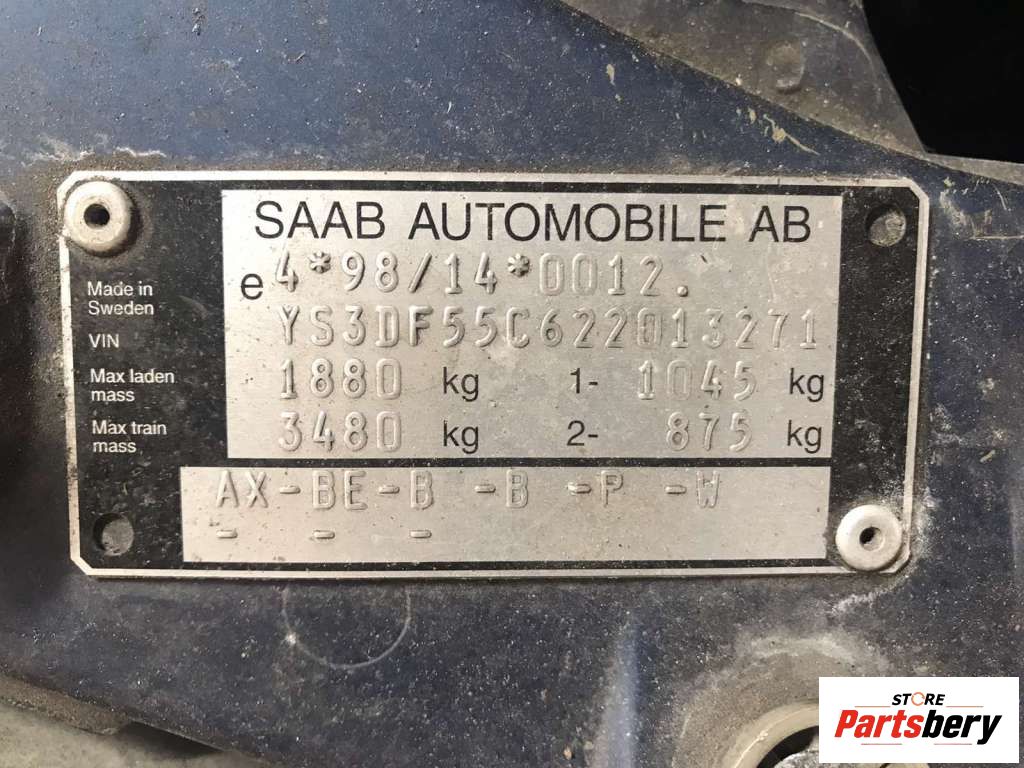 SAAB AUTOMOBILE AB
e 4*98/14*0012.
Made in
Sweden
VIN YS3DF55C622013271
Max laden
mass 1880 kg 1- 1045 kg
Max train
mass 3480 kg 2- 875 kg
AX-BE-B -B -P -W
- - -
STORE
Partsbery